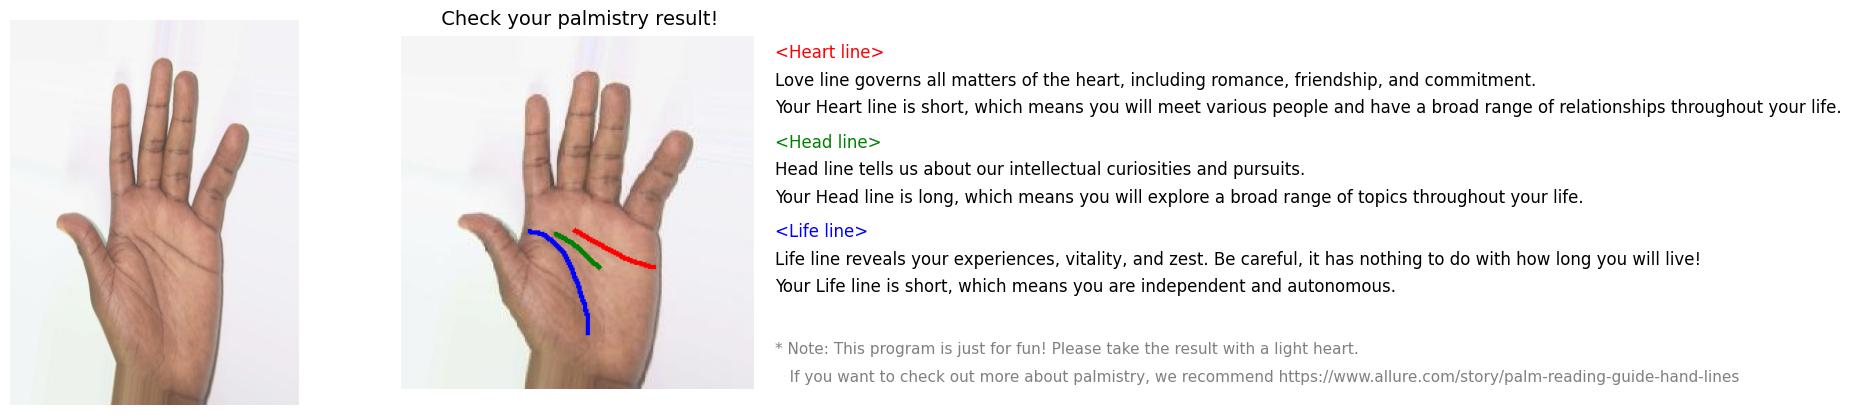 Check your palmistry result!
<Heart line>
Love line governs all matters of the heart, including romance, friendship, and commitment.
Your Heart line is short, which means you will meet various people and have a broad range of relationships throughout your life.
<Head line>
Head line tells us about our intellectual curiosities and pursuits.
Your Head line is long, which means you will explore a broad range of topics throughout your life.
<Life line>
Life line reveals your experiences, vitality, and zest. Be careful, it has nothing to do with how long you will live!
Your Life line is short, which means you are independent and autonomous.
* Note: This program is just for fun! Please take the result with a light heart.
If you want to check out more about palmistry, we recommend https://www.allure.com/story/palm-reading-guide-hand-lines